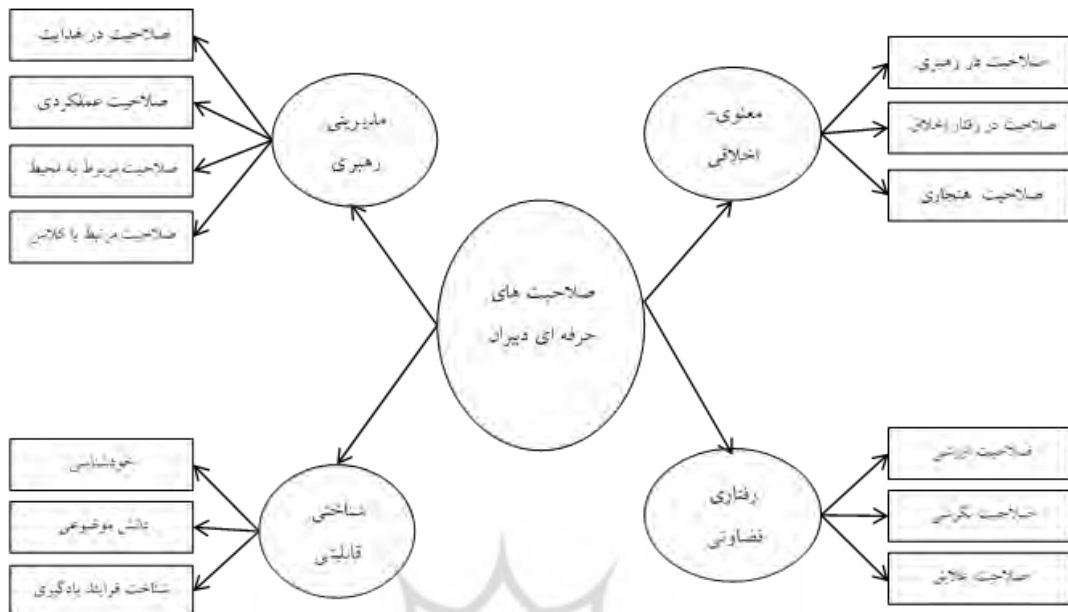 صلاحیت در رهبری
صلاحیت در رفتار اخلاقی
صلاحیت هنجاری
معنوی-
اخلاقی
مدیریتی
رهبری
صلاحیت در هدایت
صلاحیت عملکردی
صلاحیت مربوط به محیط
صلاحیت مرتبط با کلاس
صلاحیت های
حرفه ای دبیران
صلاحیت ارزشی
صلاحیت نگرشی
صلاحیت
رفتاری
قضاوتی
شناختی
قابلیتی
خودشناسی
دانش موضوعی
شناخت فرایند یادگیری